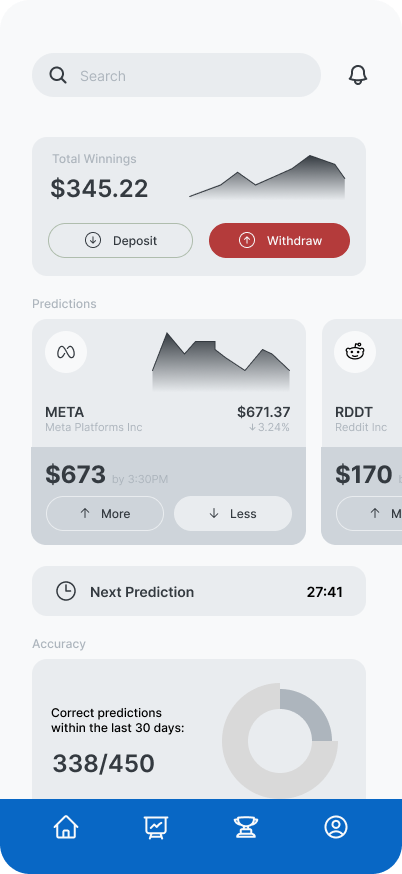 Search
Total Winnings
$345.22
Deposit
Withdraw
Predictions
META
Meta Platforms Inc
$671.37
↓3.24%
RDDT
Reddit Inc
$673 by 3:30PM
↑ More
↓ Less
$170
↑
Next Prediction
27:41
Accuracy
Correct predictions
within the last 30 days:
338/450